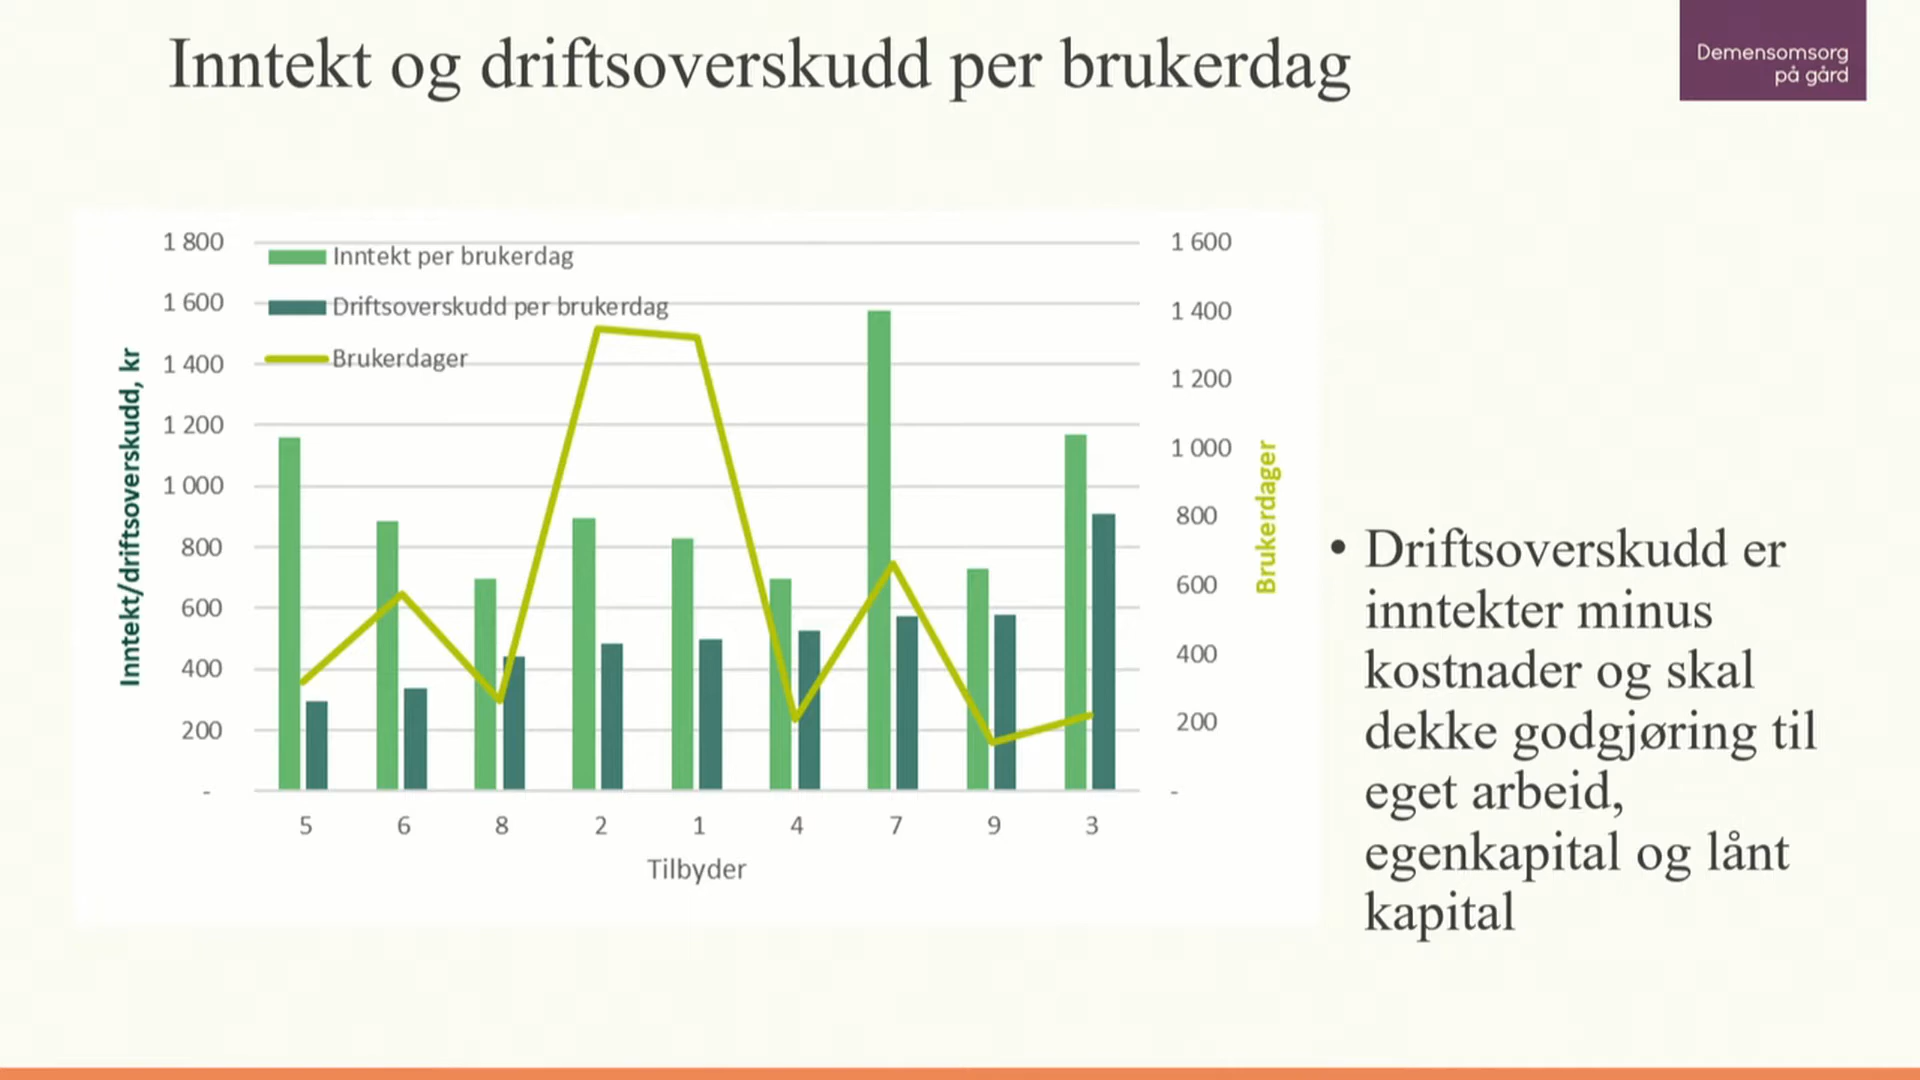 Inntekt og driftsoverskudd per brukerdag
Demensomsorg
på gård
Inntekt/driftsoverskudd, kr
1 800
1 600
1 400
1 200
1 000
800
600
400
200
-
Inntekt per brukerdag
Driftsoverskudd per brukerdag
Brukerdager
1 600
1 400
1 200
1 000
800
600
400
200
-
Brukerdager
5 6 8 2 1 4 7 9 3
Tilbyder
• Driftsoverskudd er
inntekter minus
kostnader og skal
dekke godgjøring til
eget arbeid,
egenkapital og lånt
kapital